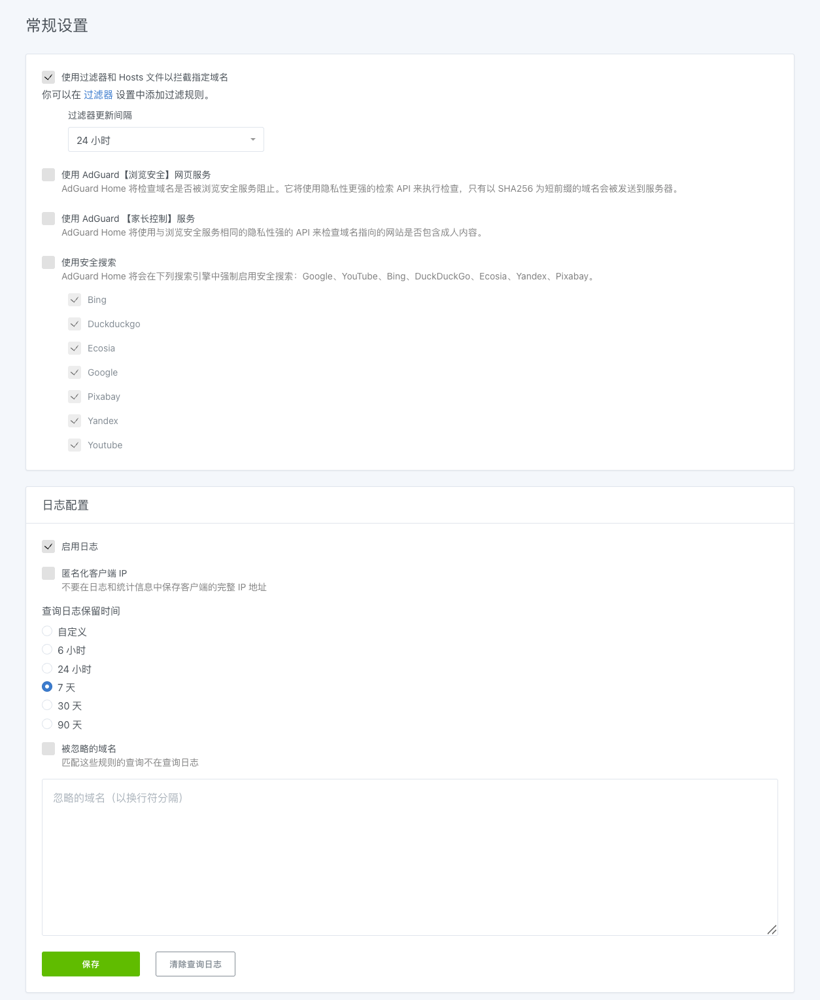 常规设置
使用过滤器和 Hosts 文件以拦截指定域名
你可以在 过滤器 设置中添加过滤规则。
过滤器更新间隔
24 小时
使用 AdGuard【浏览安全】网页服务
AdGuard Home 将检查域名是否被浏览安全服务阻止。它将使用隐私性更强的检索 API 来执行检查，只有以 SHA256 为短前缀的域名会被发送到服务器。
使用 AdGuard 【家长控制】服务
AdGuard Home 将使用与浏览安全服务相同的隐私性强的 API 来检查域名指向的网站是否包含成人内容。
使用安全搜索
AdGuard Home 将会在下列搜索引擎中强制启用安全搜索：Google、YouTube、Bing、DuckDuckGo、Ecosia、Yandex、Pixabay。
Bing
Duckduckgo
Ecosia
Google
Pixabay
Yandex
Youtube
日志配置
启用日志
匿名化客户端 IP
不要在日志和统计信息中保存客户端的完整 IP 地址
查询日志保留时间
自定义
6 小时
24 小时
7 天
30 天
90 天
被忽略的域名
匹配这些规则的查询不在查询日志
忽略的域名（以换行符分隔）
保存
清除查询日志